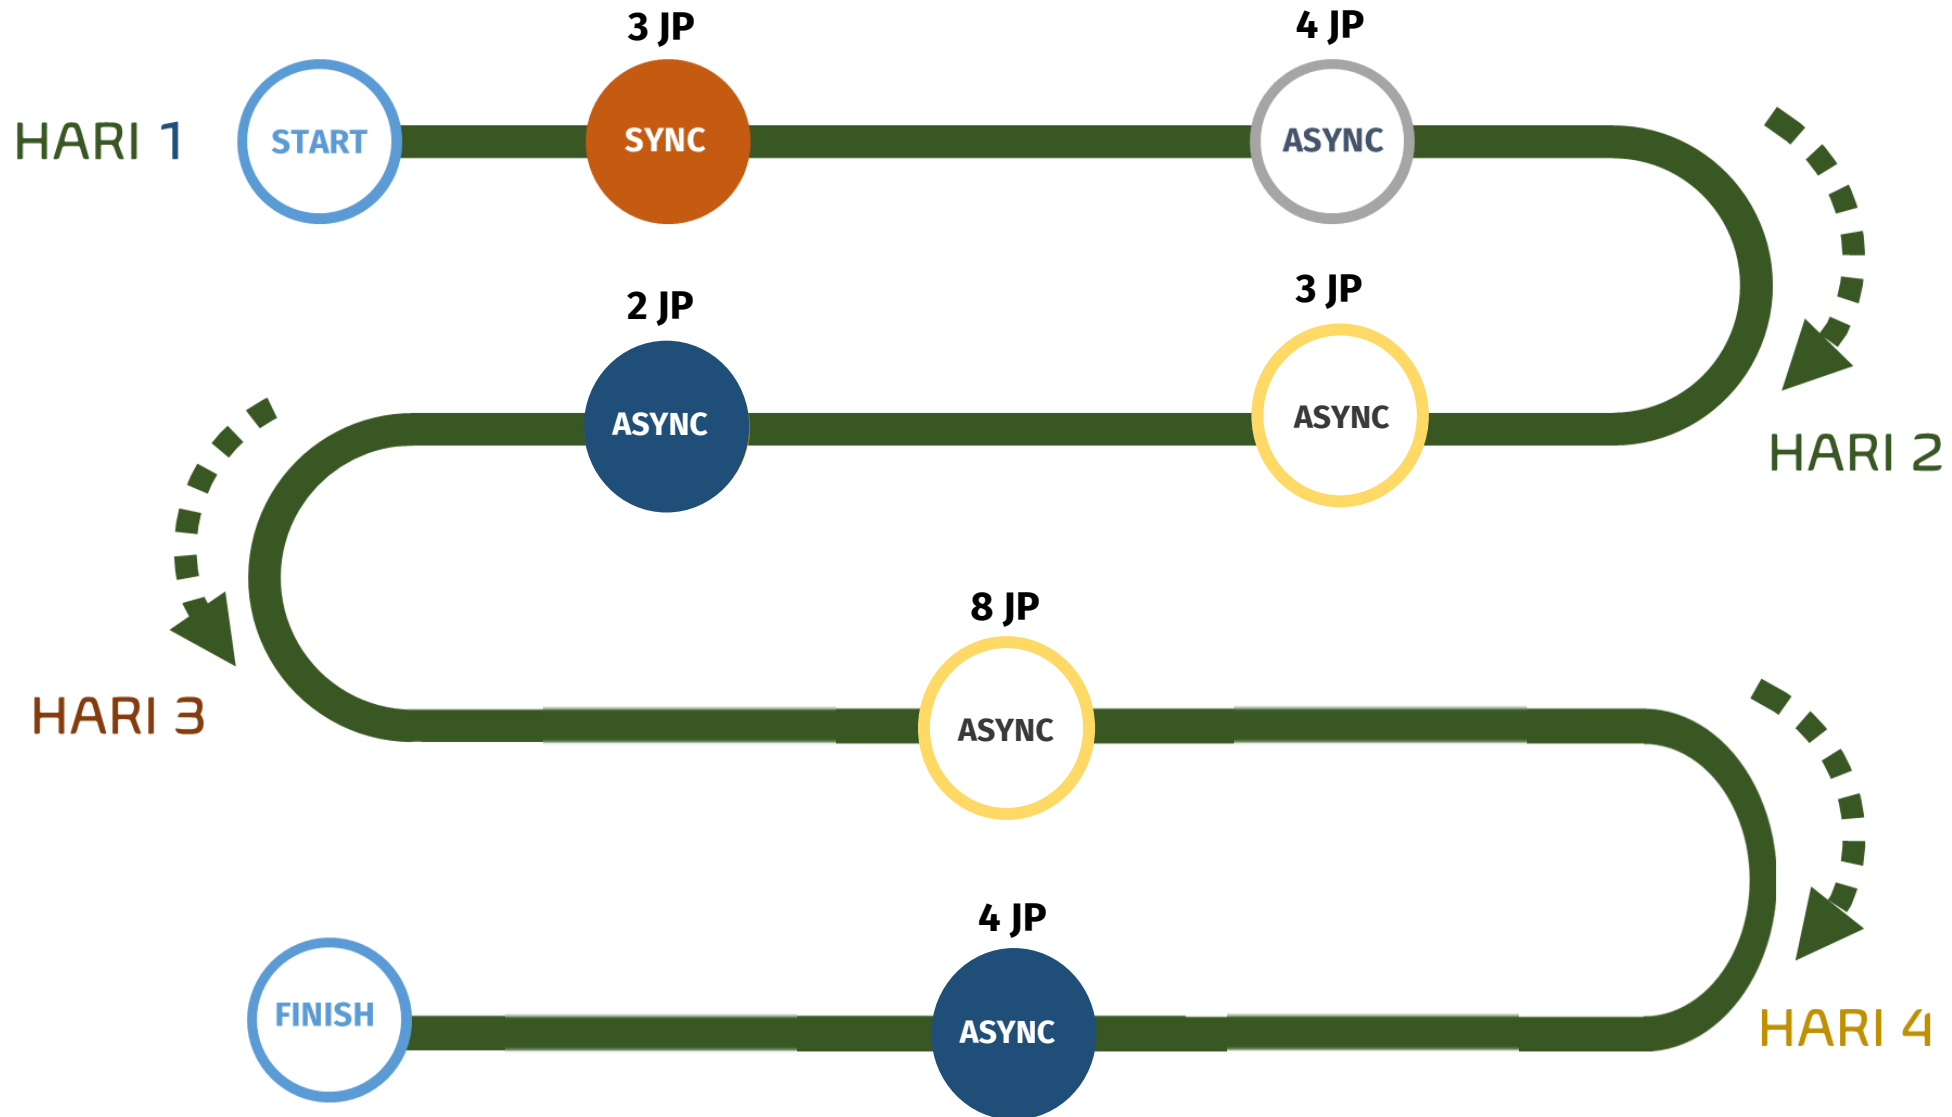 3 JP
4 JP
HARI 1
START
SYNC
ASYNC
2 JP
3 JP
ASYNC
ASYNC
HARI 2
8 JP
HARI 3
ASYNC
4 JP
FINISH
ASYNC
HARI 4